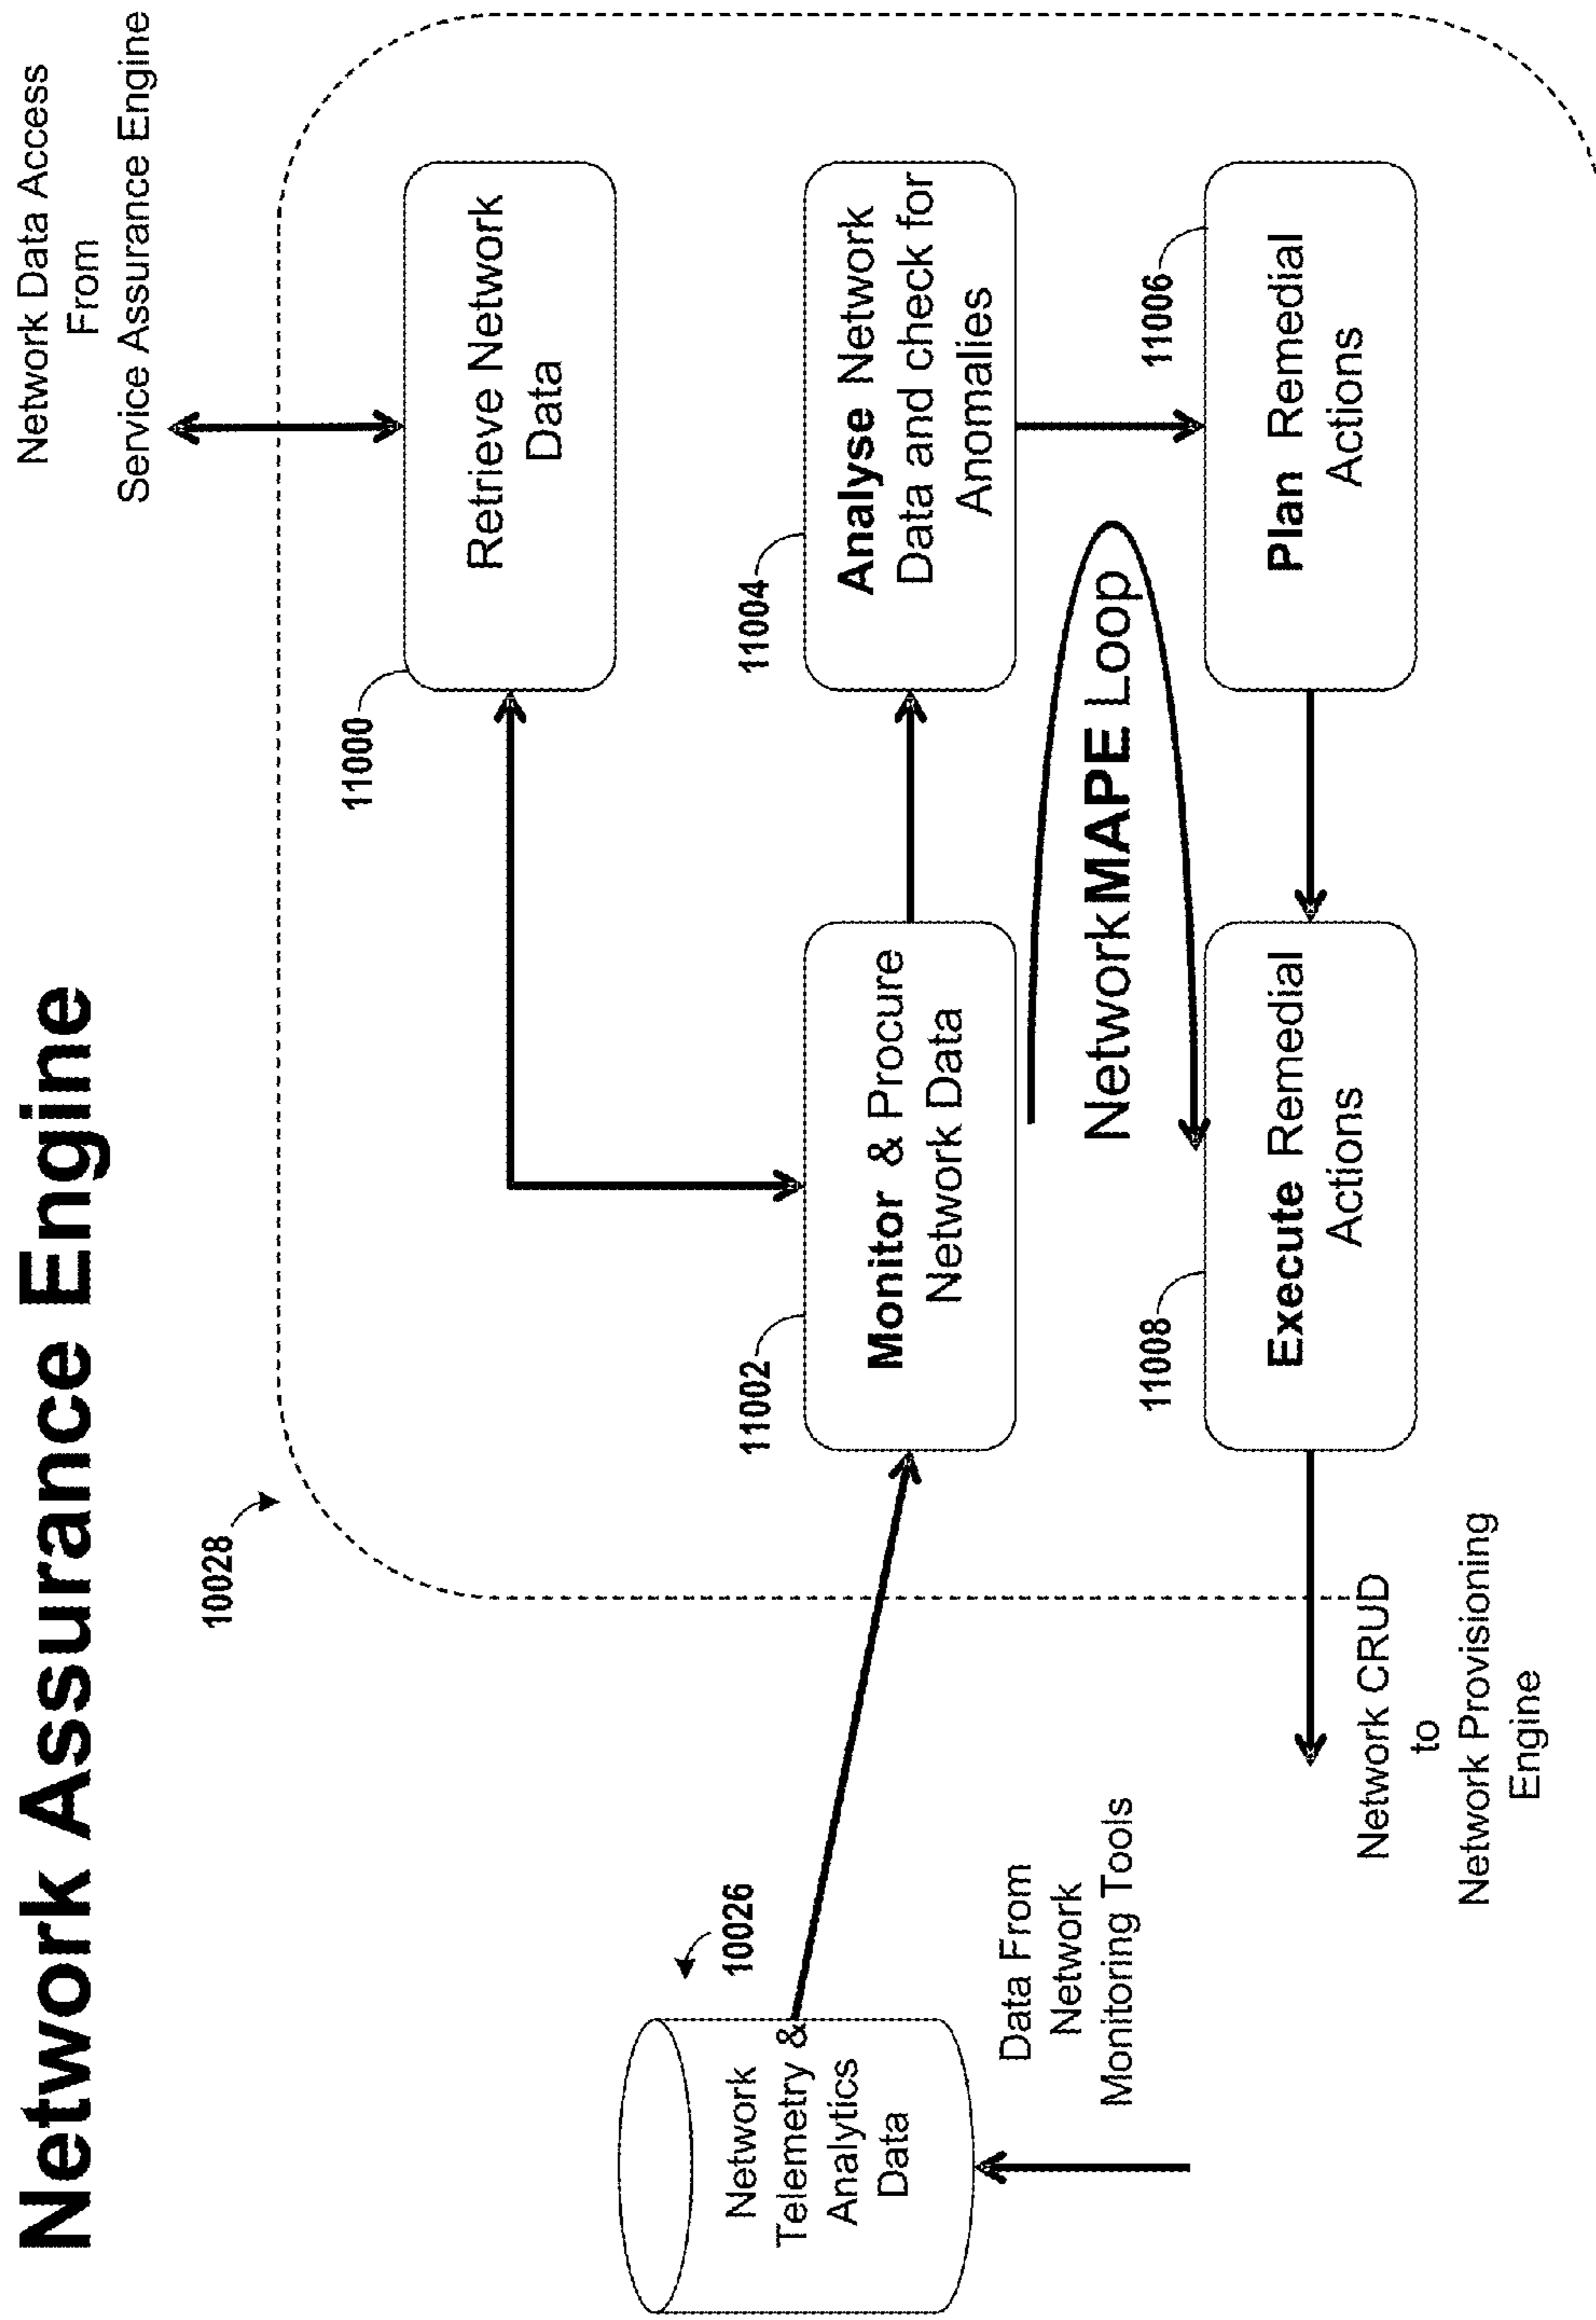 Network Assurance Engine
Network Data Access
From
Service Assurance Engine
10028
11000
Retrieve Network
Data
10026
Network
Telemetry &
Analytics
Data
Data From
Network
Monitoring Tools
11002
Monitor & Procure
Network Data
11004
Analyse Network
Data and check for
Anomalies
NetworkMAPE Loop
11008
Execute Remedial
Actions
11006
Plan Remedial
Actions
Network CRUD
to
Network Provisioning
Engine